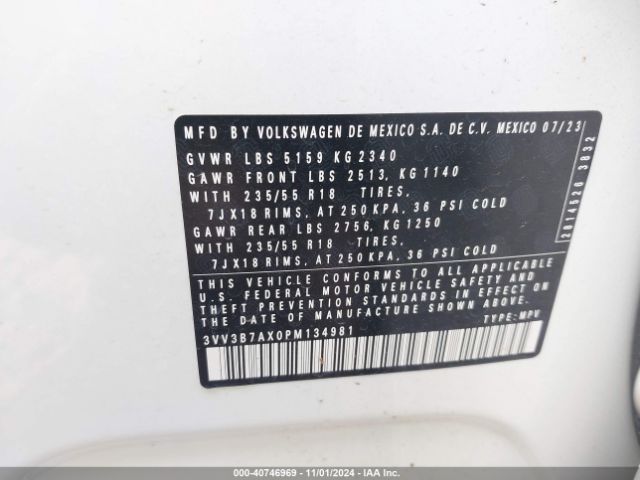 MFD BY VOLKSWAGEN DE MEXICO S.A. DE C.V. MEXICO 07/23
GVWR LBS 5159 KG 2340
GAWR FRONT LBS 2513, KG 1140
WITH 235/55 R18 TIRES,
7JX18 RIMS, AT 250 KPA, 36 PSI COLD
GAWR REAR LBS 2756, KG 1250
WITH 235/55 R18 TIRES,
7JX18 RIMS, AT 250 KPA, 36 PSI COLD
THIS VEHICLE CONFORMS TO ALL APPLICABLE
U.S. FEDERAL MOTOR VEHICLE SAFETY AND
THEFT PREVENTION STANDARDS IN EFFECT ON
THE DATE OF MANUFACTURE SHOWN ABOVE.
3VV3B7AX0PM134981 TYPE: MPV
2814526 3832
000-40746969 • 11/01/2024 • IAA Inc.